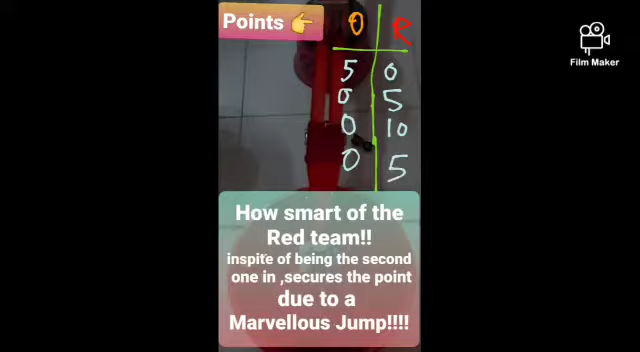 Points 👉 O R
5 0
0 5
0 10
0 5
How smart of the
Red team!!
inspite of being the second
one in ,secures the point
due to a
Marvellous Jump!!!!
Film Maker